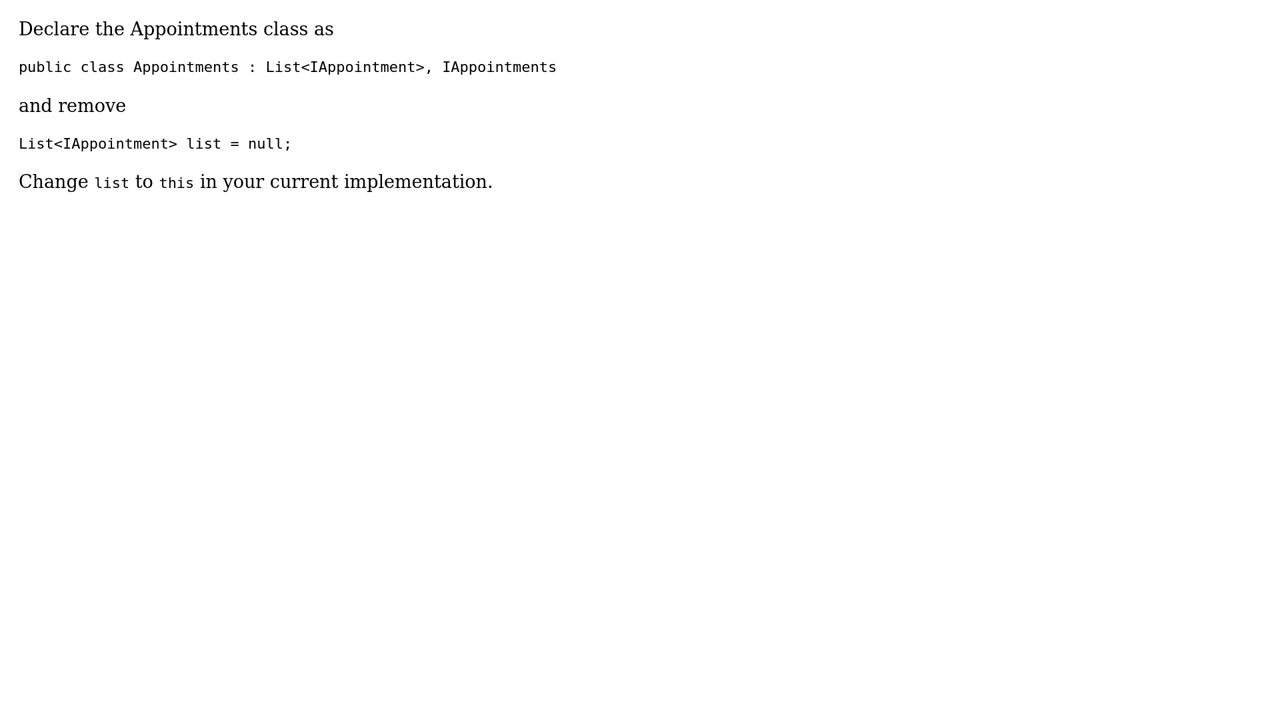 Declare the Appointments class as
public class Appointments : List<IAppointment>, IAppointments
and remove
List<IAppointment> list = null;
Change list to this in your current implementation.